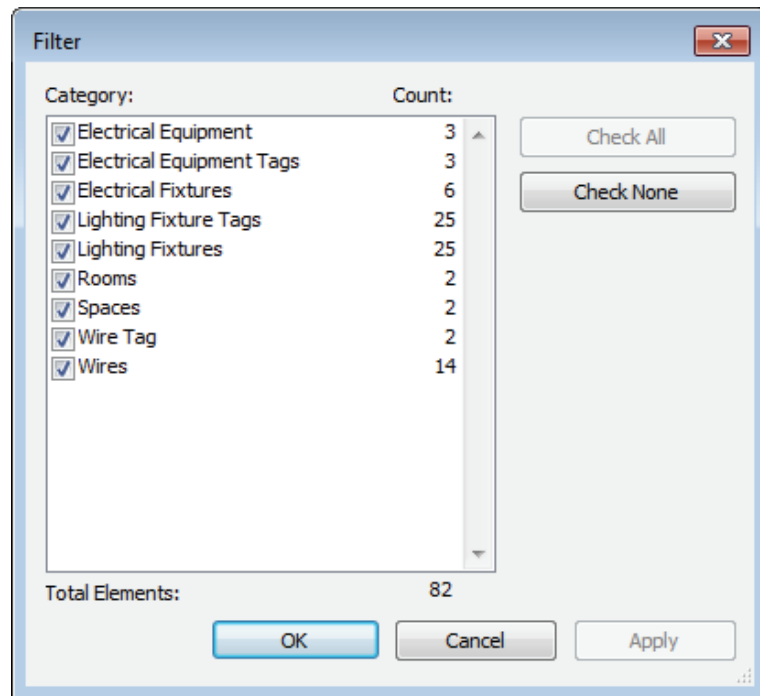 Filter
Category: Count:
Electrical Equipment 3
Electrical Equipment Tags 3
Electrical Fixtures 6
Lighting Fixture Tags 25
Lighting Fixtures 25
Rooms 2
Spaces 2
Wire Tag 2
Wires 14
Check All
Check None
Total Elements: 82
OK Cancel Apply